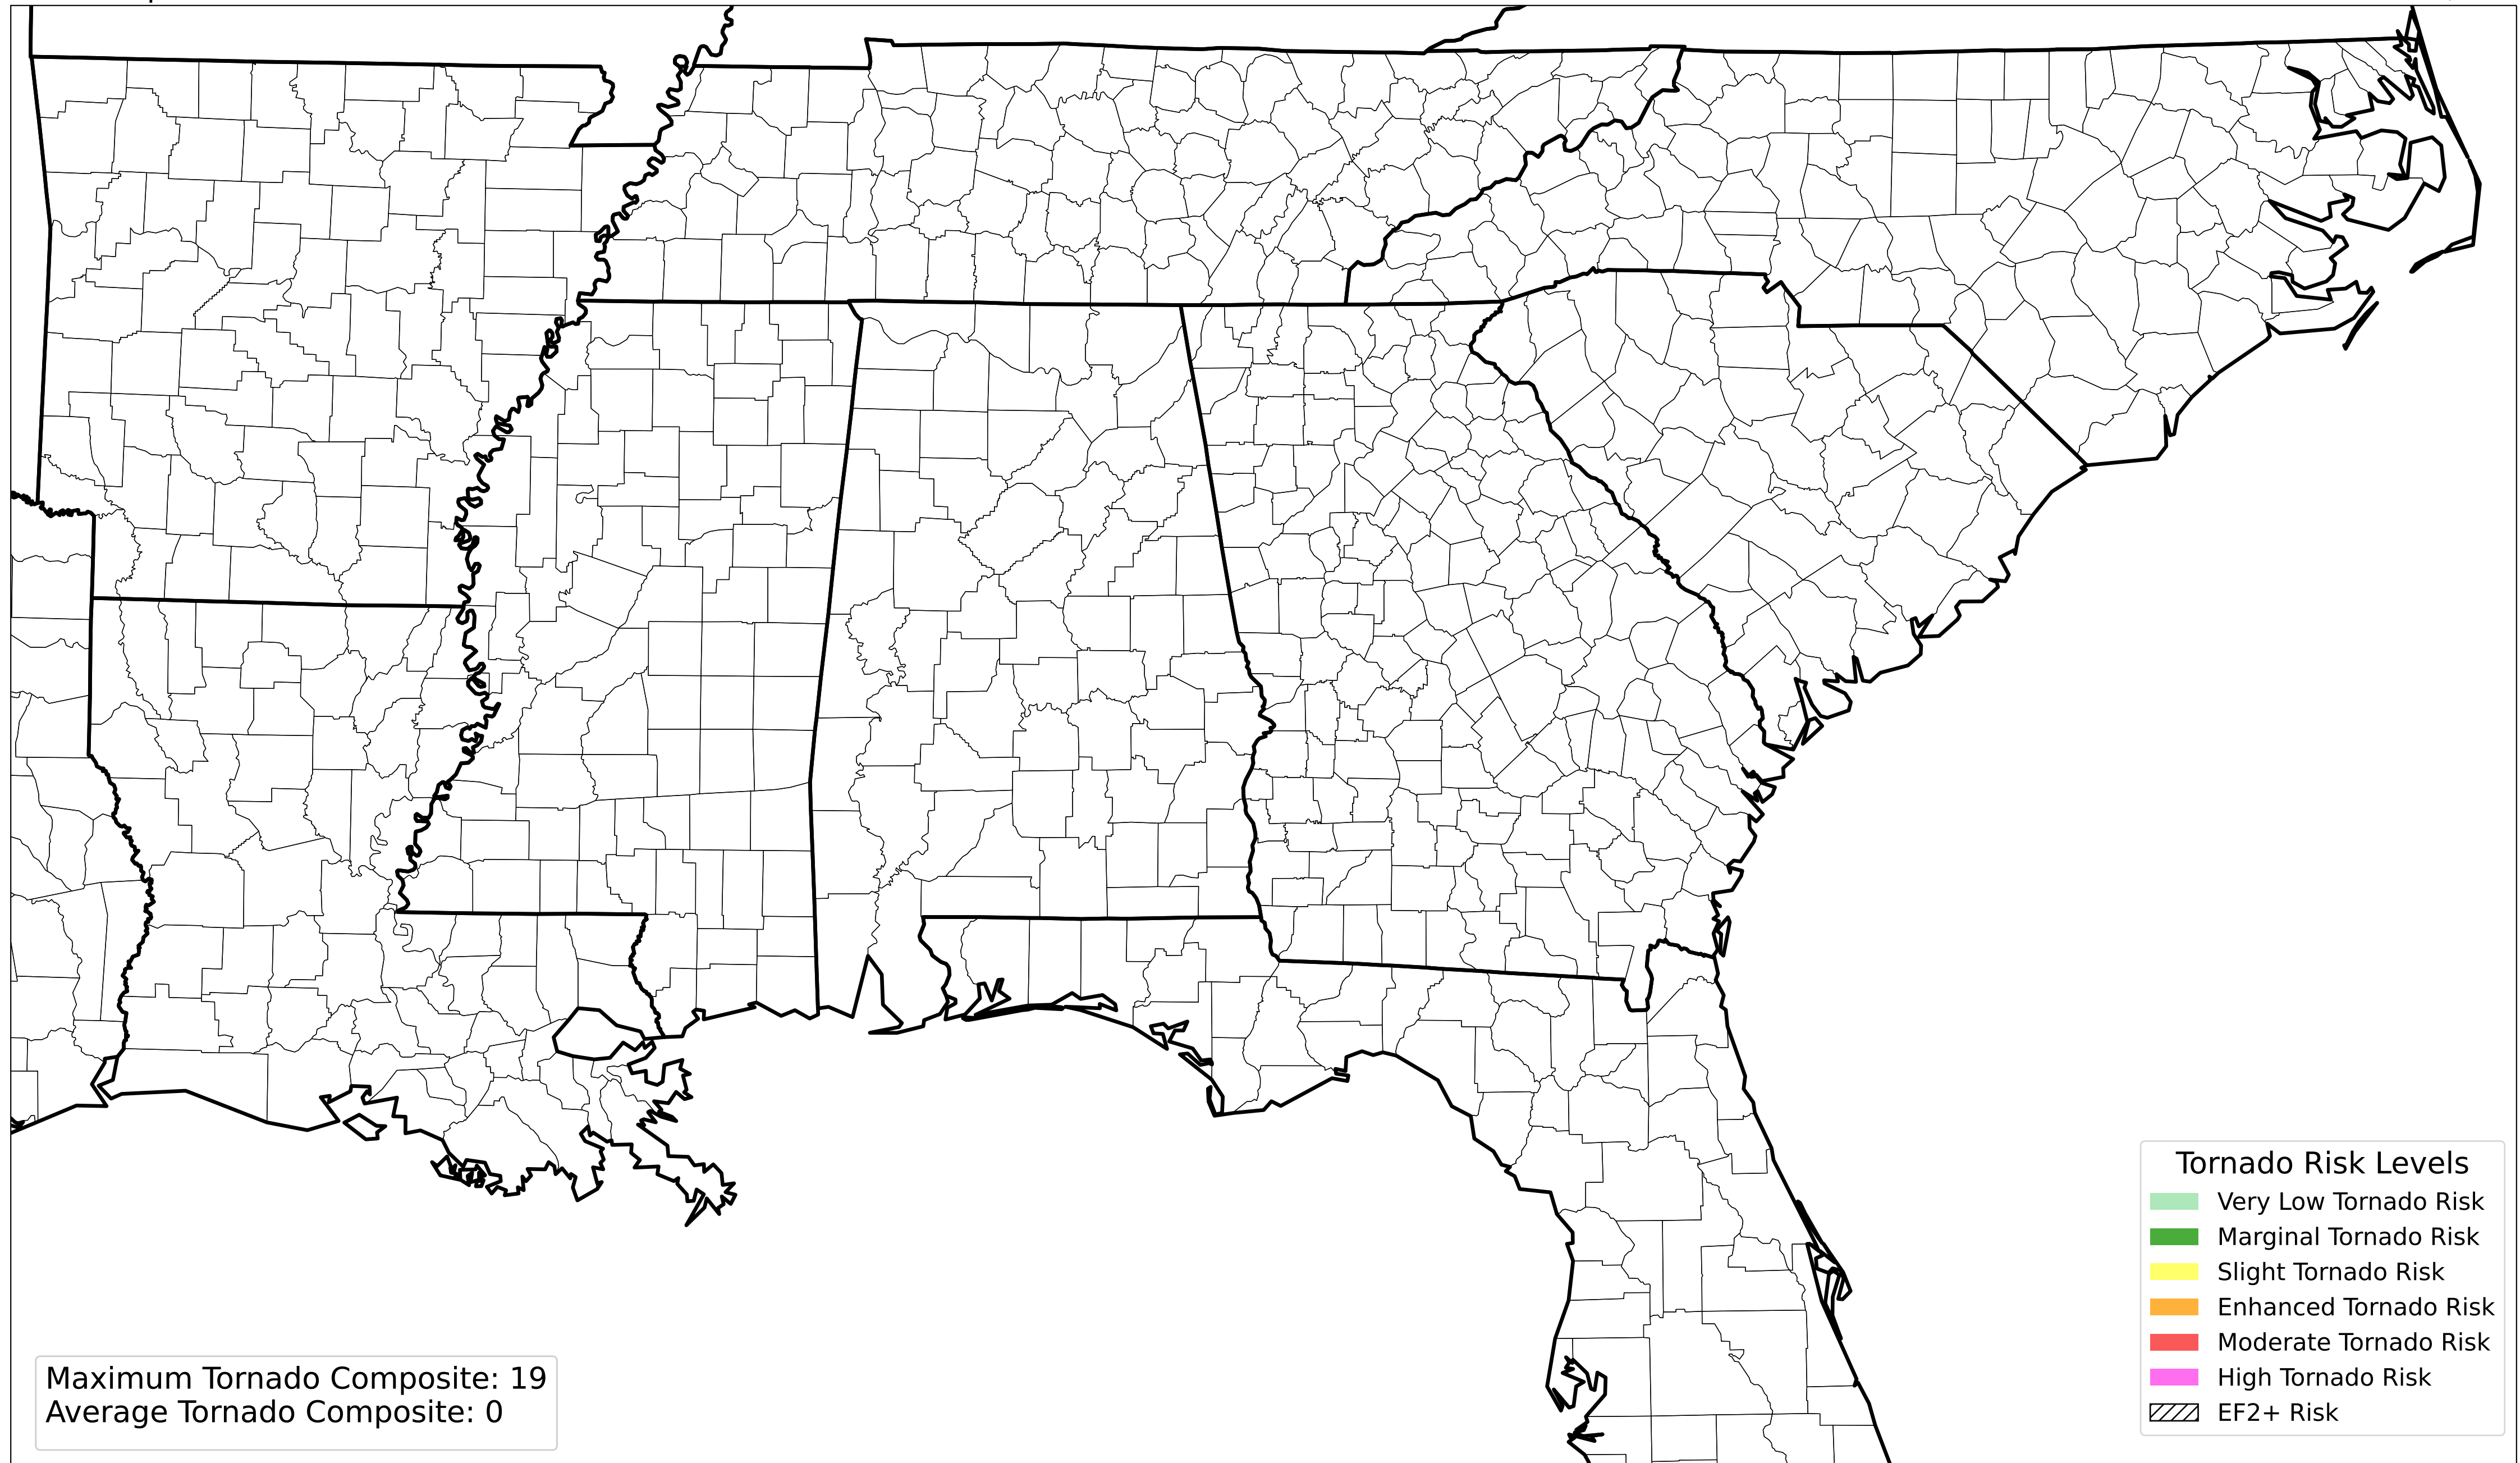 Tornado Risk Levels
Very Low Tornado Risk
Marginal Tornado Risk
Slight Tornado Risk
Enhanced Tornado Risk
Moderate Tornado Risk
High Tornado Risk
EF2+ Risk
Maximum Tornado Composite: 19
Average Tornado Composite: 0